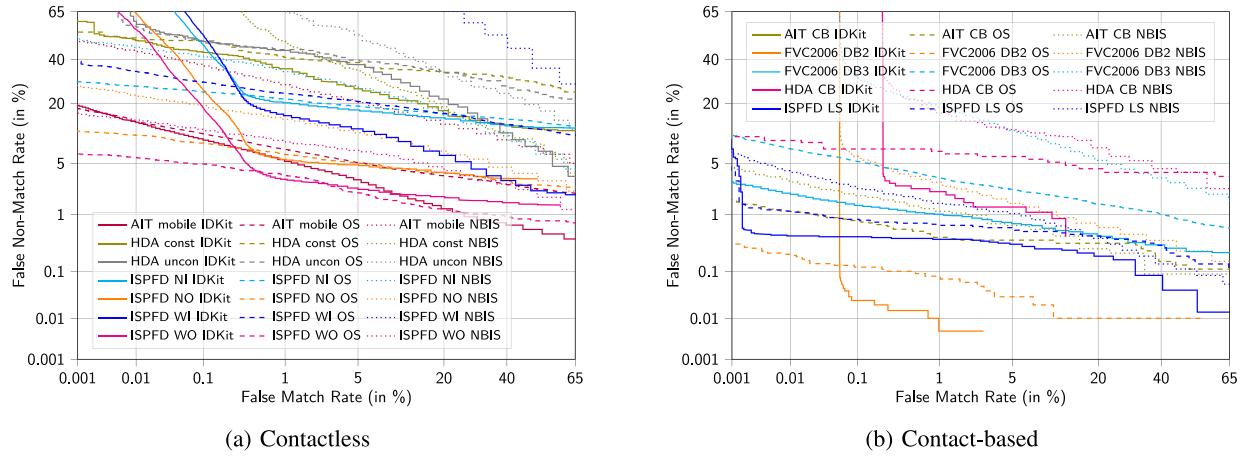 65
40
20
5
1
0.1
0.01
0.001
False Non-Match Rate (in %)
AIT mobile IDKit AIT mobile OS AIT mobile NBIS
HDA const IDKit HDA const OS HDA const NBIS
HDA uncon IDKit HDA uncon OS HDA uncon NBIS
ISPFD NI IDKit ISPFD NI OS ISPFD NI NBIS
ISPFD NO IDKit ISPFD NO OS ISPFD NO NBIS
ISPFD WI IDKit ISPFD WI OS ISPFD WI NBIS
ISPFD WO IDKit ISPFD WO OS ISPFD WO NBIS
0.001 0.01 0.1 1 5 20 40 65
False Match Rate (in %)
(a) Contactless
65
40
20
5
1
0.1
0.01
0.001
False Non-Match Rate (in %)
AIT CB IDKit AIT CB OS AIT CB NBIS
FVC2006 DB2 IDKit FVC2006 DB2 OS FVC2006 DB2 NBIS
FVC2006 DB3 IDKit FVC2006 DB3 OS FVC2006 DB3 NBIS
HDA CB IDKit HDA CB OS HDA CB NBIS
ISPFD LS IDKit ISPFD LS OS ISPFD LS NBIS
0.001 0.01 0.1 1 5 20 40 65
False Match Rate (in %)
(b) Contact-based